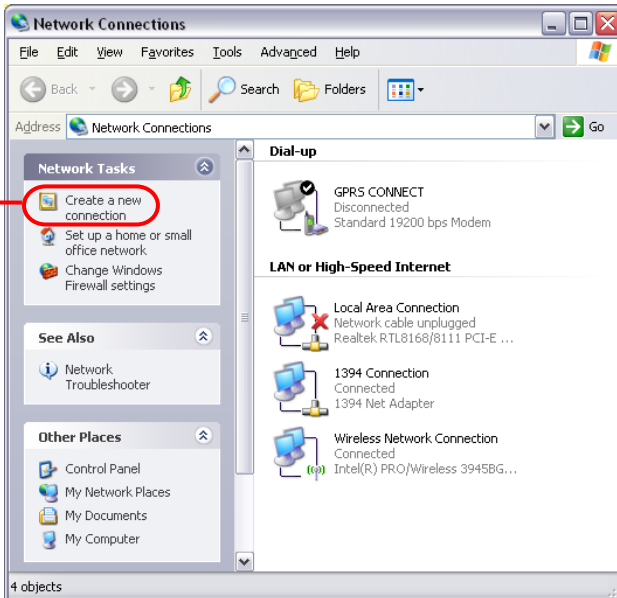 Network Connections
File Edit View Favorites Tools Advanced Help
Back Search Folders
Address Network Connections Go
Network Tasks
Create a new
connection
Set up a home or small
office network
Change Windows
Firewall settings
See Also
Network
Troubleshooter
Other Places
Control Panel
My Network Places
My Documents
My Computer
Dial-up
GPRS CONNECT
Disconnected
Standard 19200 bps Modem
LAN or High-Speed Internet
Local Area Connection
Network cable unplugged
Realtek RTL8168/8111 PCI-E ...
1394 Connection
Connected
1394 Net Adapter
Wireless Network Connection
Connected
Intel(R) PRO/Wireless 3945BG...
4 objects